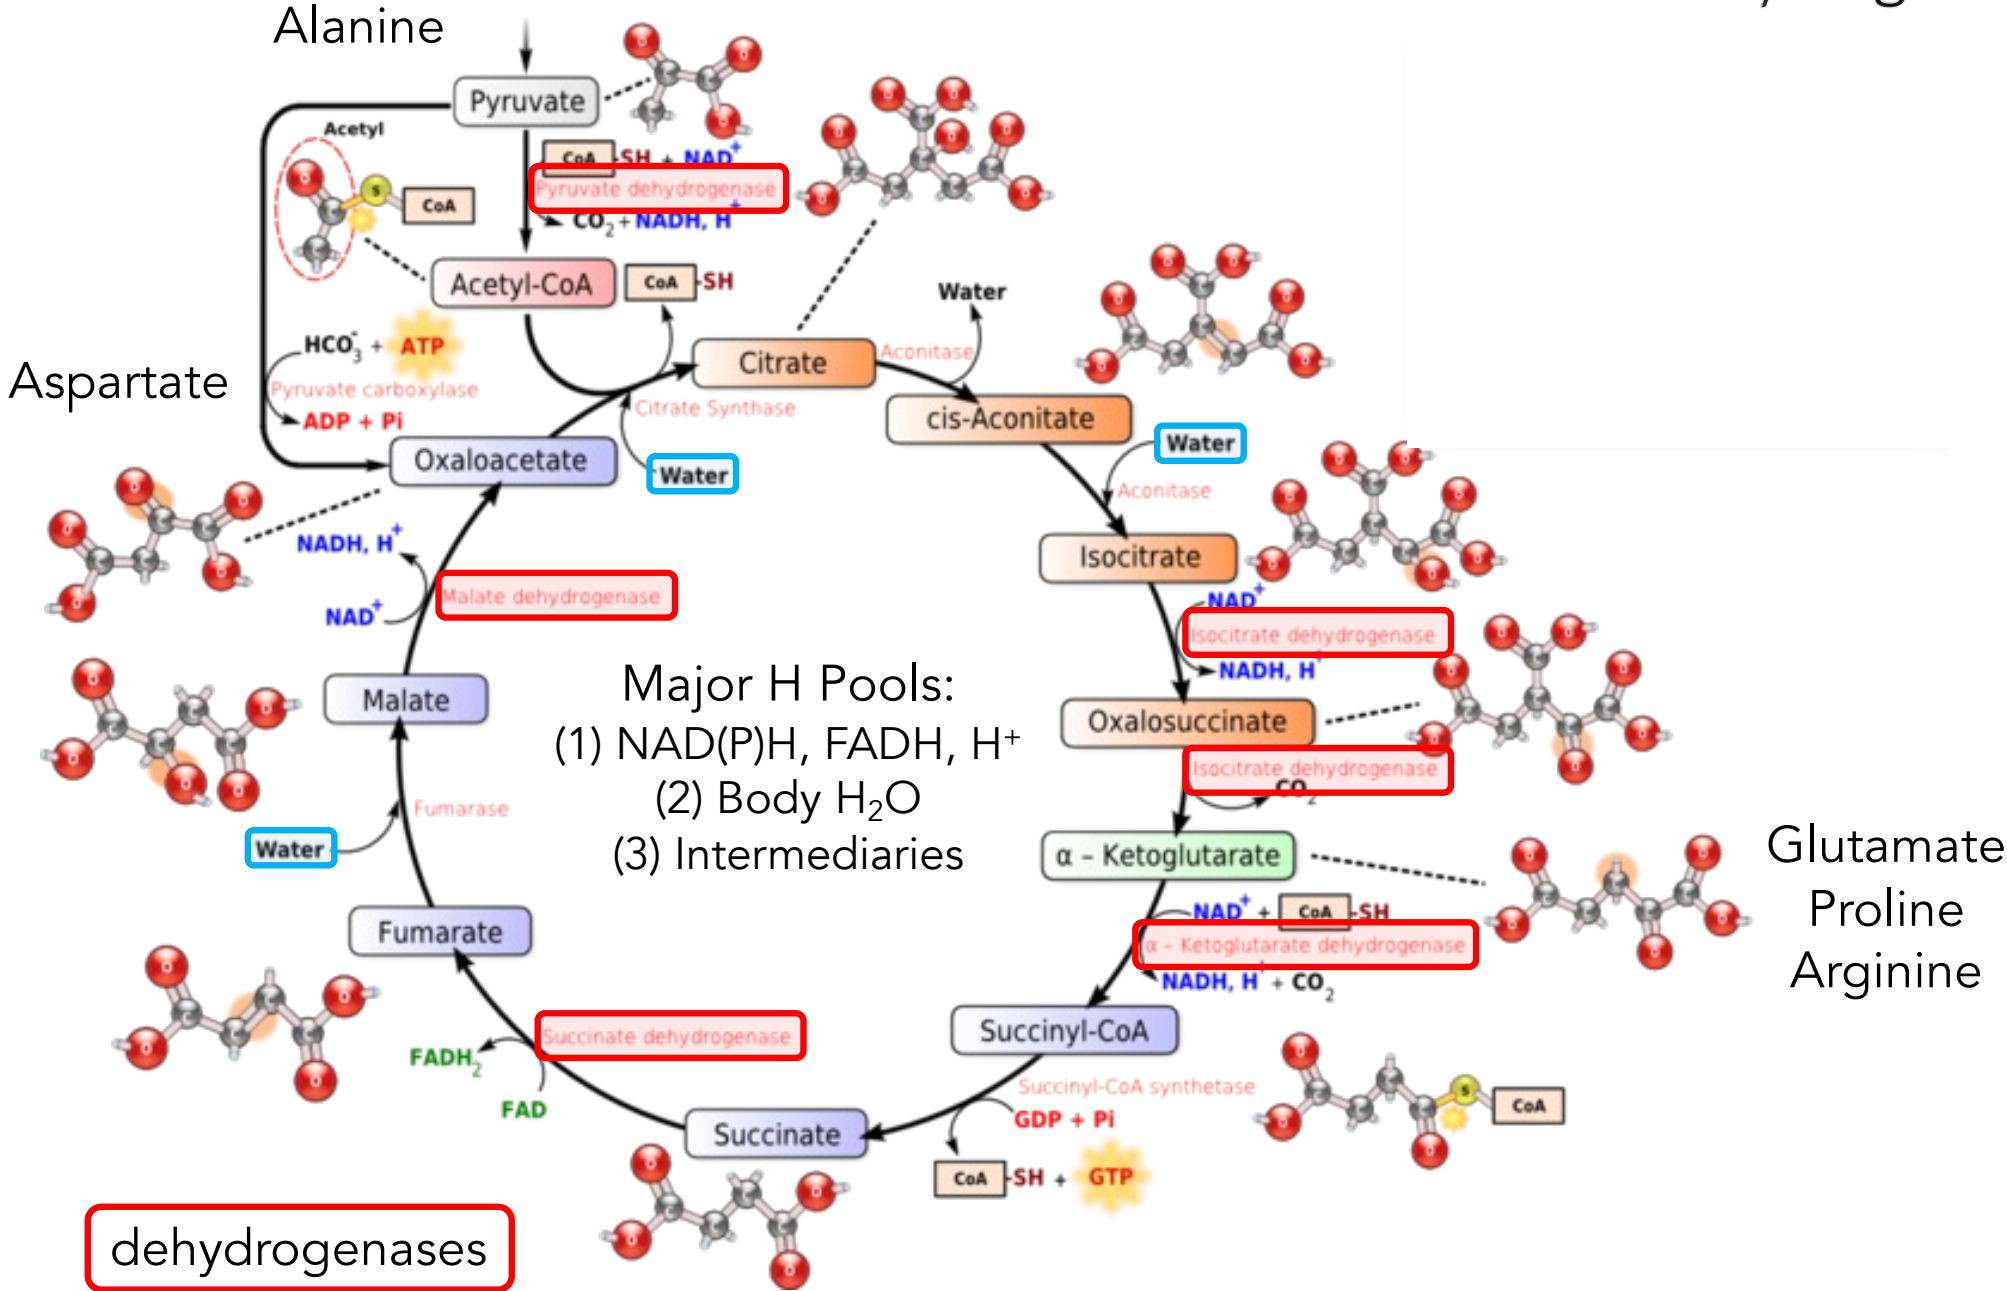 Alanine
Pyruvate
Acetyl
CoA -SH + NAD+
Pyruvate dehydrogenase
CO2 + NADH, H+
S CoA
Acetyl-CoA
CoA -SH
Water
HCO3- + ATP
Citrate
Aconitase
Aspartate
Pyruvate carboxylase
Citrate Synthase
ADP + Pi
cis-Aconitate
Oxaloacetate
Water
Water
Aconitase
NADH, H+
Isocitrate
NAD+
Malate dehydrogenase
NAD+
Isocitrate dehydrogenase
NADH, H+
Malate
Major H Pools:
(1) NAD(P)H, FADH, H+
(2) Body H2O
(3) Intermediaries
Oxalosuccinate
Isocitrate dehydrogenase
CO2
Fumarase
Water
α – Ketoglutarate
Glutamate
Proline
Arginine
Fumarate
NAD+ + CoA -SH
α – Ketoglutarate dehydrogenase
NADH, H+ + CO2
Succinyl-CoA
Succinate dehydrogenase
FADH2
FAD
Succinyl-CoA synthetase
GDP + Pi
S CoA
Succinate
CoA -SH + GTP
dehydrogenases